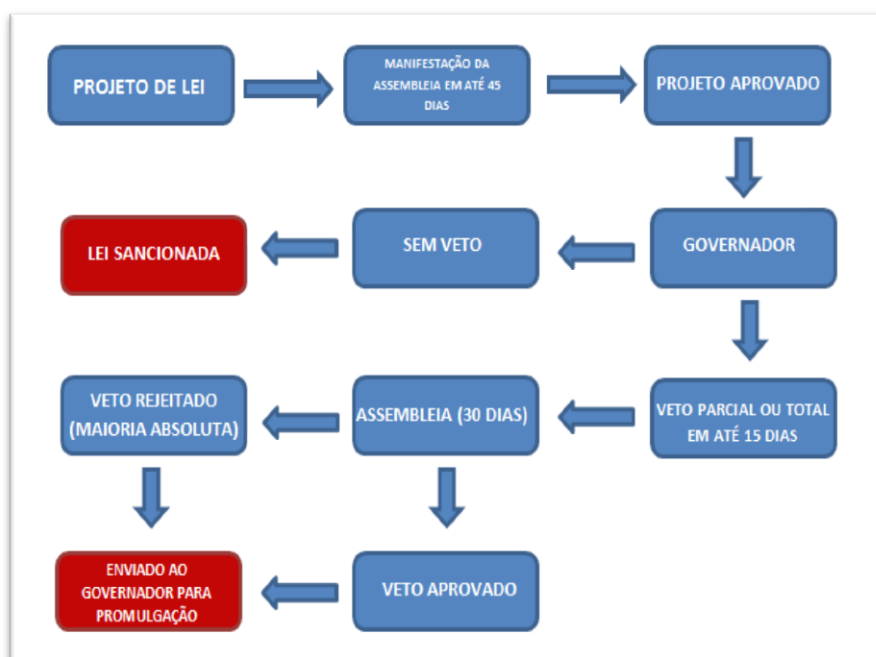 PROJETO DE LEI
MANIFESTAÇÃO DA
ASSEMBLEIA EM ATÉ 45
DIAS
PROJETO APROVADO
LEI SANCIONADA
SEM VETO
GOVERNADOR
VETO REJEITADO
(MAIORIA ABSOLUTA)
ASSEMBLEIA (30 DIAS)
VETO PARCIAL OU TOTAL
EM ATÉ 15 DIAS
ENVIADO AO
GOVERNADOR PARA
PROMULGAÇÃO
VETO APROVADO